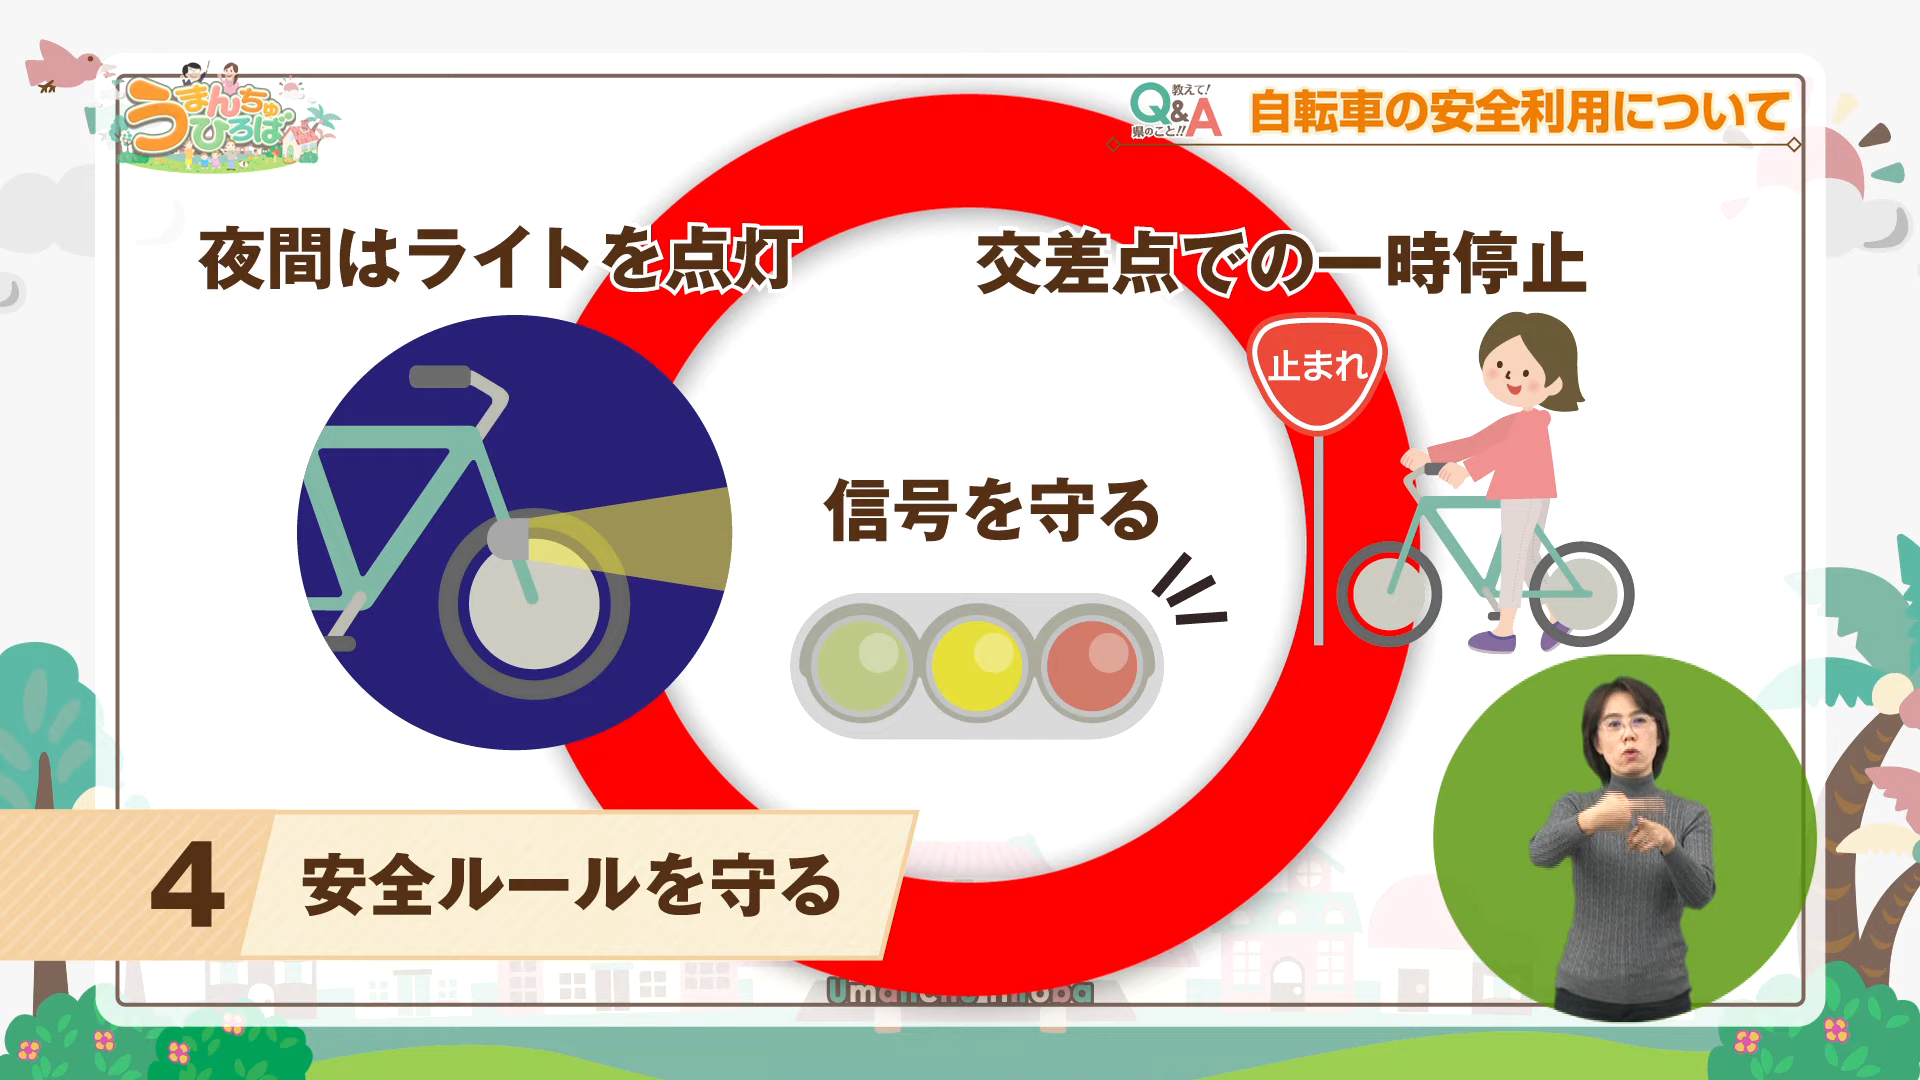 うまんちゅ
ひろば
教えて!
Q&A
県のこと!!
自転車の安全利用について
夜間はライトを点灯
交差点での一時停止
止まれ
信号を守る
4 安全ルールを守る